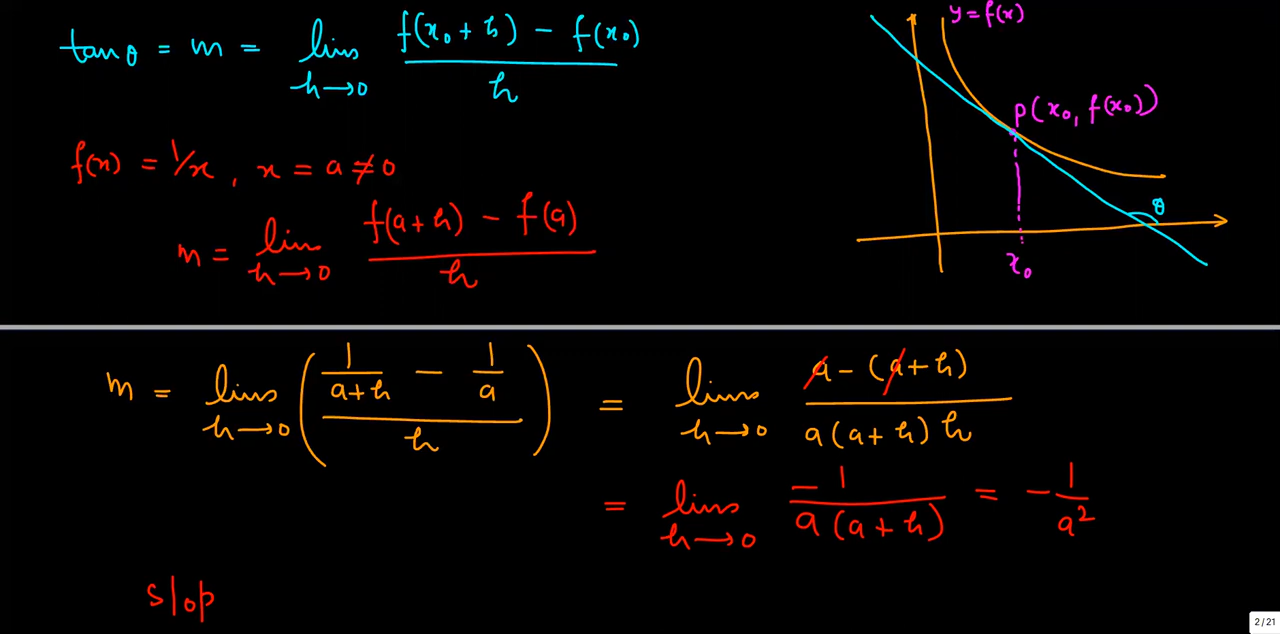 tanθ = m = lim h→0 (f(x₀+h) − f(x₀))/h
y = f(x)
P(x₀, f(x₀))
θ
x₀
f(x) = 1/x, x = a ≠ 0
m = lim h→0 (f(a+h) − f(a))/h
m = lim h→0 ((1/(a+h) − 1/a)/h) = lim h→0 (a − (a+h))/(a(a+h)h)
= lim h→0 −1/(a(a+h)) = −1/a²
slop
2 / 21